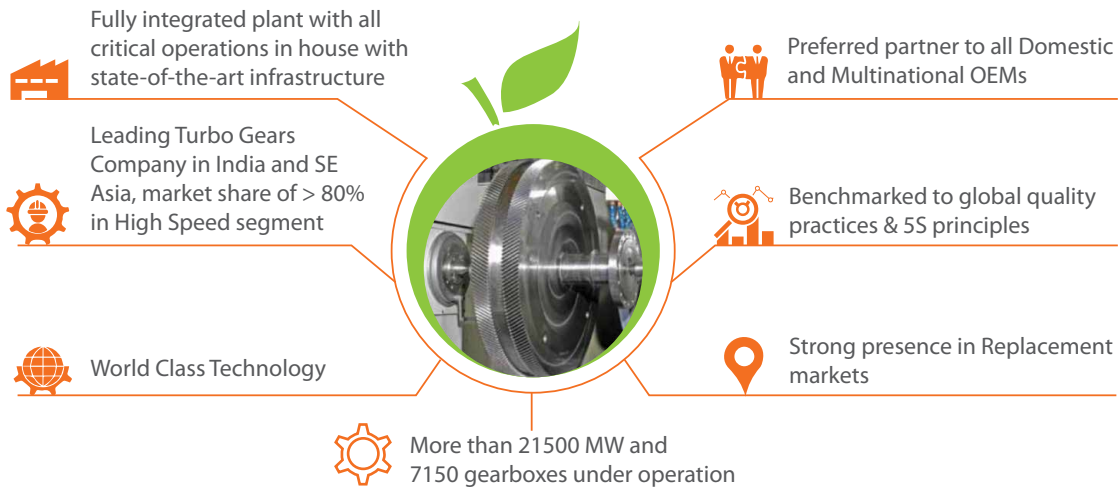 Fully integrated plant with all
critical operations in house with
state-of-the-art infrastructure
Leading Turbo Gears
Company in India and SE
Asia, market share of > 80%
in High Speed segment
World Class Technology
More than 21500 MW and
7150 gearboxes under operation
Preferred partner to all Domestic
and Multinational OEMs
Benchmarked to global quality
practices & 5S principles
Strong presence in Replacement
markets